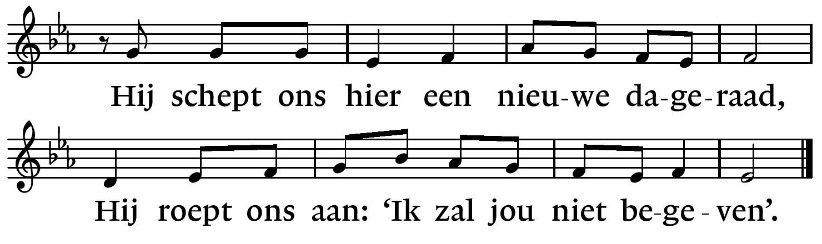 Hij schept ons hier een nieu-we da-ge-raad,
Hij roept ons aan: ‘Ik zal jou niet be-ge-ven’.